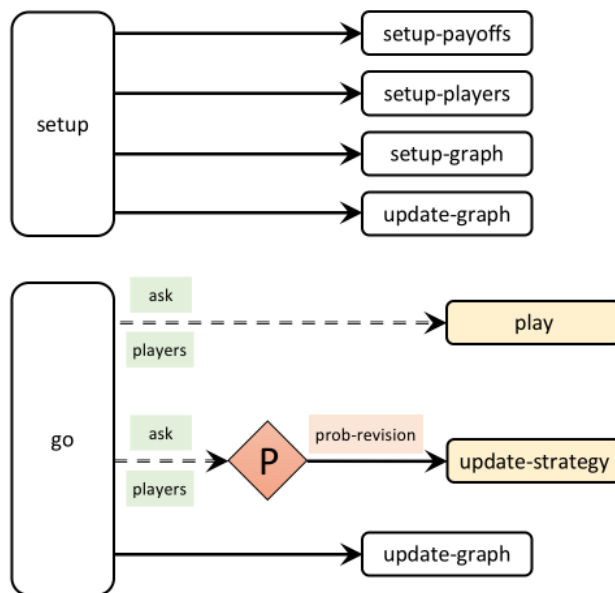 setup
setup-payoffs
setup-players
setup-graph
update-graph
go
ask
players
play
ask
players
P
prob-revision
update-strategy
update-graph